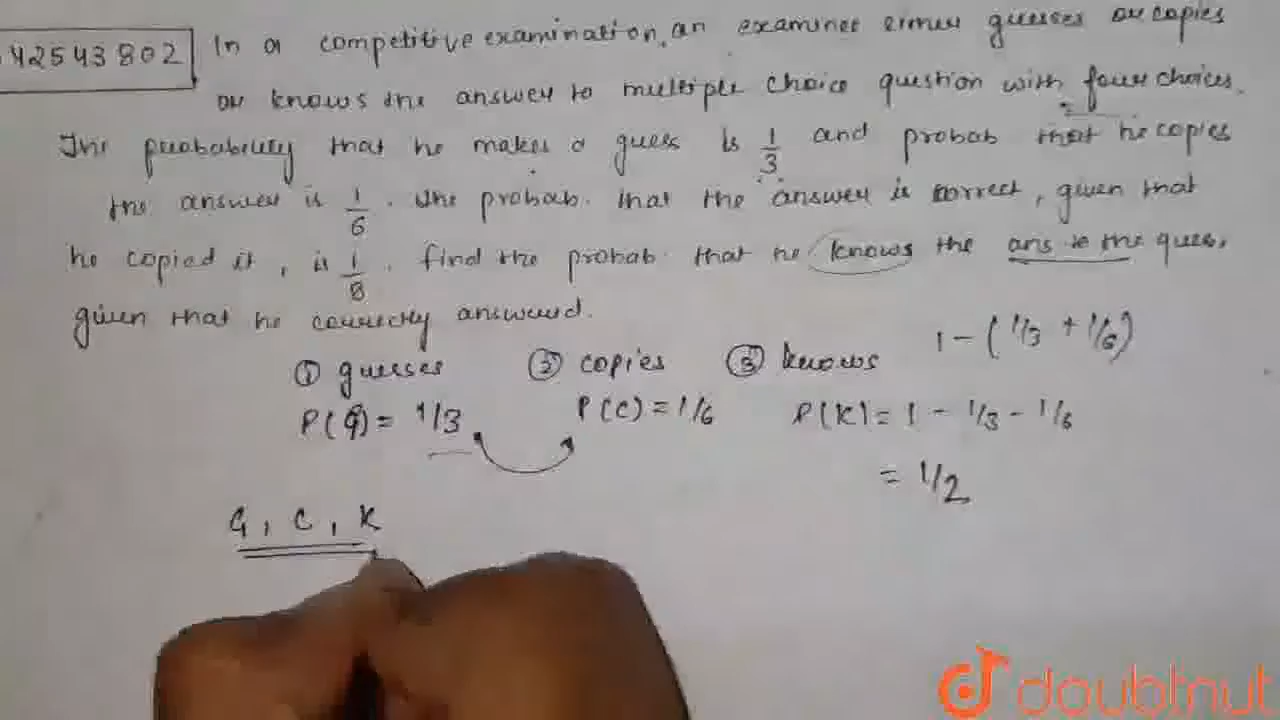 42543802
In a competitive examination, an examinee either guesses or copies
or knows the answer to multiple choice question with four choices.
The probability that he makes a guess is 1/3 and probab that he copies
the answer is 1/6. The probab. that the answer is correct, given that
he copied it, is 1/8. find the probab. that he knows the ans to the ques,
given that he correctly answered.
1 - (1/3 + 1/6)
① guesses ② copies ③ knows
P(G) = 1/3 P(C) = 1/6 P(K) = 1 - 1/3 - 1/6
= 1/2
G, C, K
doubtnut